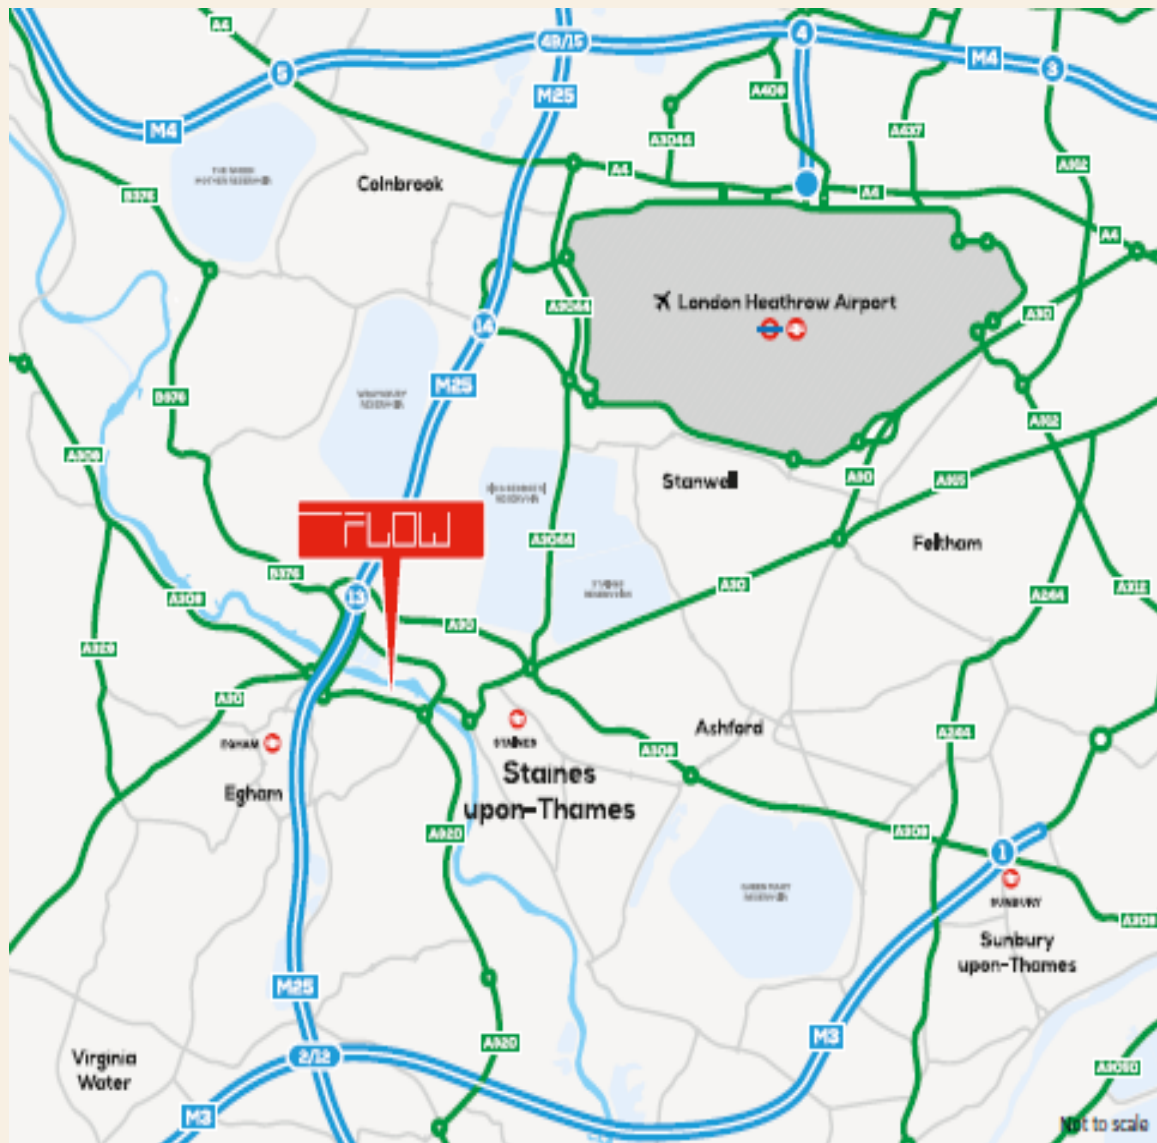 A4
4B/15
4
M4
3
5
M25
M4
A408
A3044
A437
A312
B376
Colnbrook
A4
A4
A4
A3044
London Heathrow Airport
A30
14
M25
B376
A312
A308
Stanwell
A30
A315
FLOW
A3044
Feltham
B376
13
A30
A308
A244
A312
A30
A329
A30
EGHAM
STAINES
Ashford
A308
A244
Staines
upon-Thames
Egham
A320
A308
1
SUNBURY
A308
Sunbury
upon-Thames
M25
M3
A320
2/12
Virginia
Water
M3
A3050
Not to scale